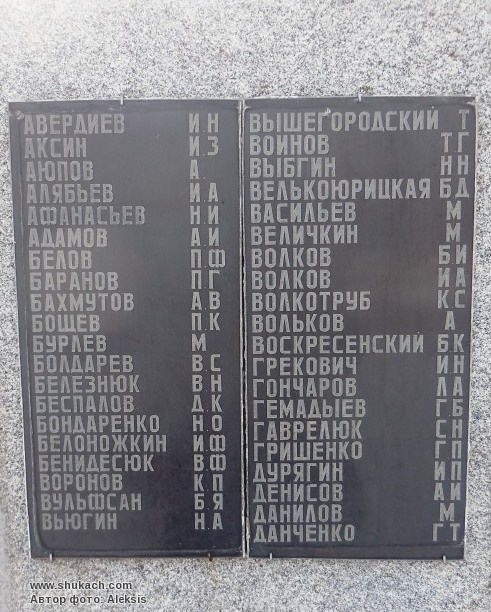 АВЕРДИЕВ И.Н
АКСИН И.З
АЮПОВ А.
АЛЯБЬЕВ И.А
АФАНАСЬЕВ Н И
АДАМОВ А.И
БЕЛОВ П.Ф
БАРАНОВ П Г
БАХМУТОВ А.В
БОЩЕВ П.К
БУРЛЕВ М
БОЛДАРЕВ В.С
БЕЛЕЗНЮК В Н
БЕСПАЛОВ Д.К
БОНДАРЕНКО Н.О
БЕЛОНОЖКИН И.Ф
БЕНИДЕСЮК В.Ф
ВОРОНОВ К П
ВУЛЬФСАН Б.Я
ВЬЮГИН Н А
ВЫШЕГОРОДСКИЙ Т
ВОИНОВ Т Г
ВЫБГИН Н Н
ВЕЛЬКОЮРИЦКАЯ Б Д
ВАСИЛЬЕВ М
ВЕЛИЧКИН М
ВОЛКОВ Б И
ВОЛКОВ И А
ВОЛКОТРУБ К С
ВОЛЬКОВ А
ВОСКРЕСЕНСКИЙ Б К
ГРЕКОВИЧ И Н
ГОНЧАРОВ Л А
ГЕМАДЫЕВ Г.Б
ГАВРЕЛЮК С Н
ГРИШЕНКО Г П
ДУРЯГИН И П
ДЕНИСОВ А И
ДАНИЛОВ М
ДАНЧЕНКО Г Т
www.shukach.com
Автор фото: Aleksis